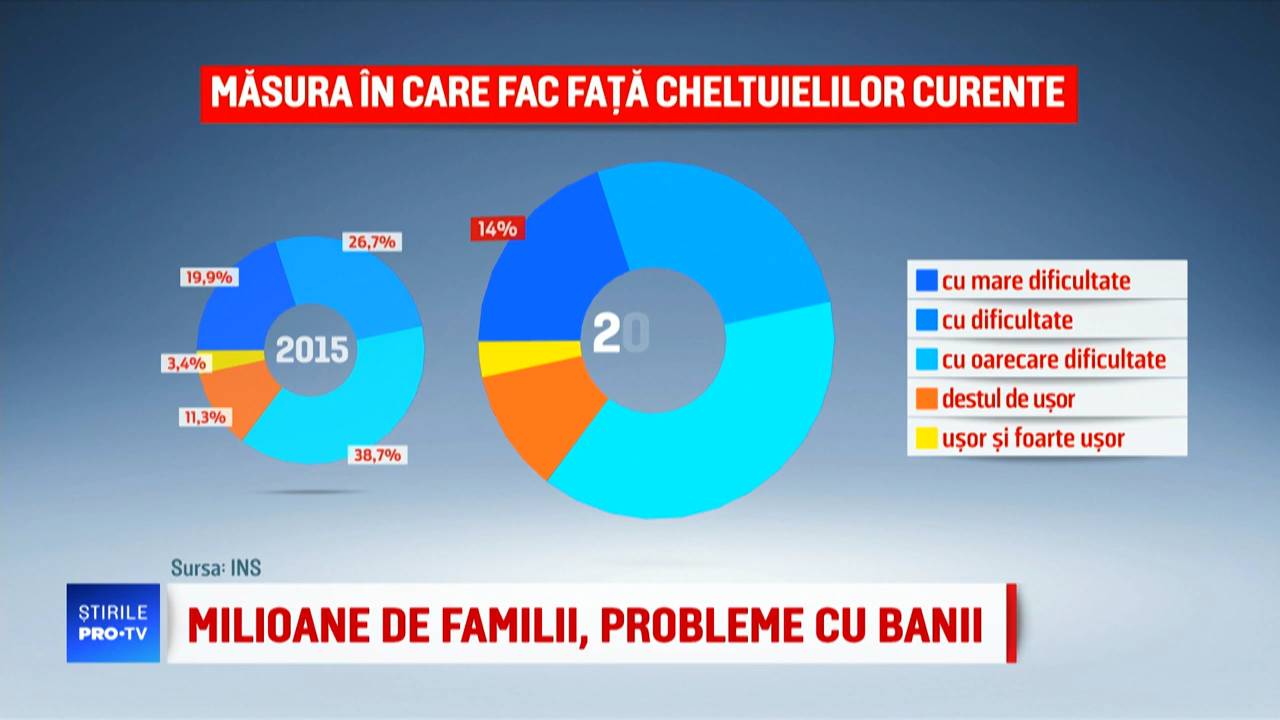 MĂSURA ÎN CARE FAC FAȚĂ CHELTUIELILOR CURENTE
26,7%
19,9%
2015
3,4%
11,3%
38,7%
14%
20
cu mare dificultate
cu dificultate
cu oarecare dificultate
destul de ușor
ușor și foarte ușor
Sursa: INS
ȘTIRILE
PRO•TV
MILIOANE DE FAMILII, PROBLEME CU BANII